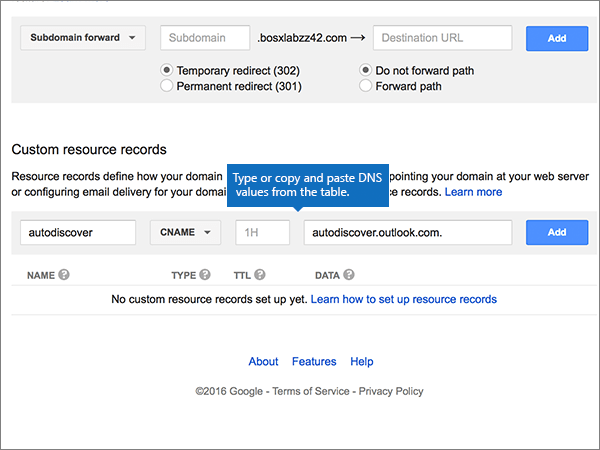 Subdomain forward Subdomain .bosxlabzz42.com → Destination URL Add
Temporary redirect (302) Do not forward path
Permanent redirect (301) Forward path
Custom resource records
Resource records define how your domain pointing your domain at your web server
or configuring email delivery for your doma ce records. Learn more
Type or copy and paste DNS
values from the table.
autodiscover CNAME 1H autodiscover.outlook.com. Add
NAME ? TYPE ? TTL ? DATA ?
No custom resource records set up yet. Learn how to set up resource records
About Features Help
©2016 Google - Terms of Service - Privacy Policy